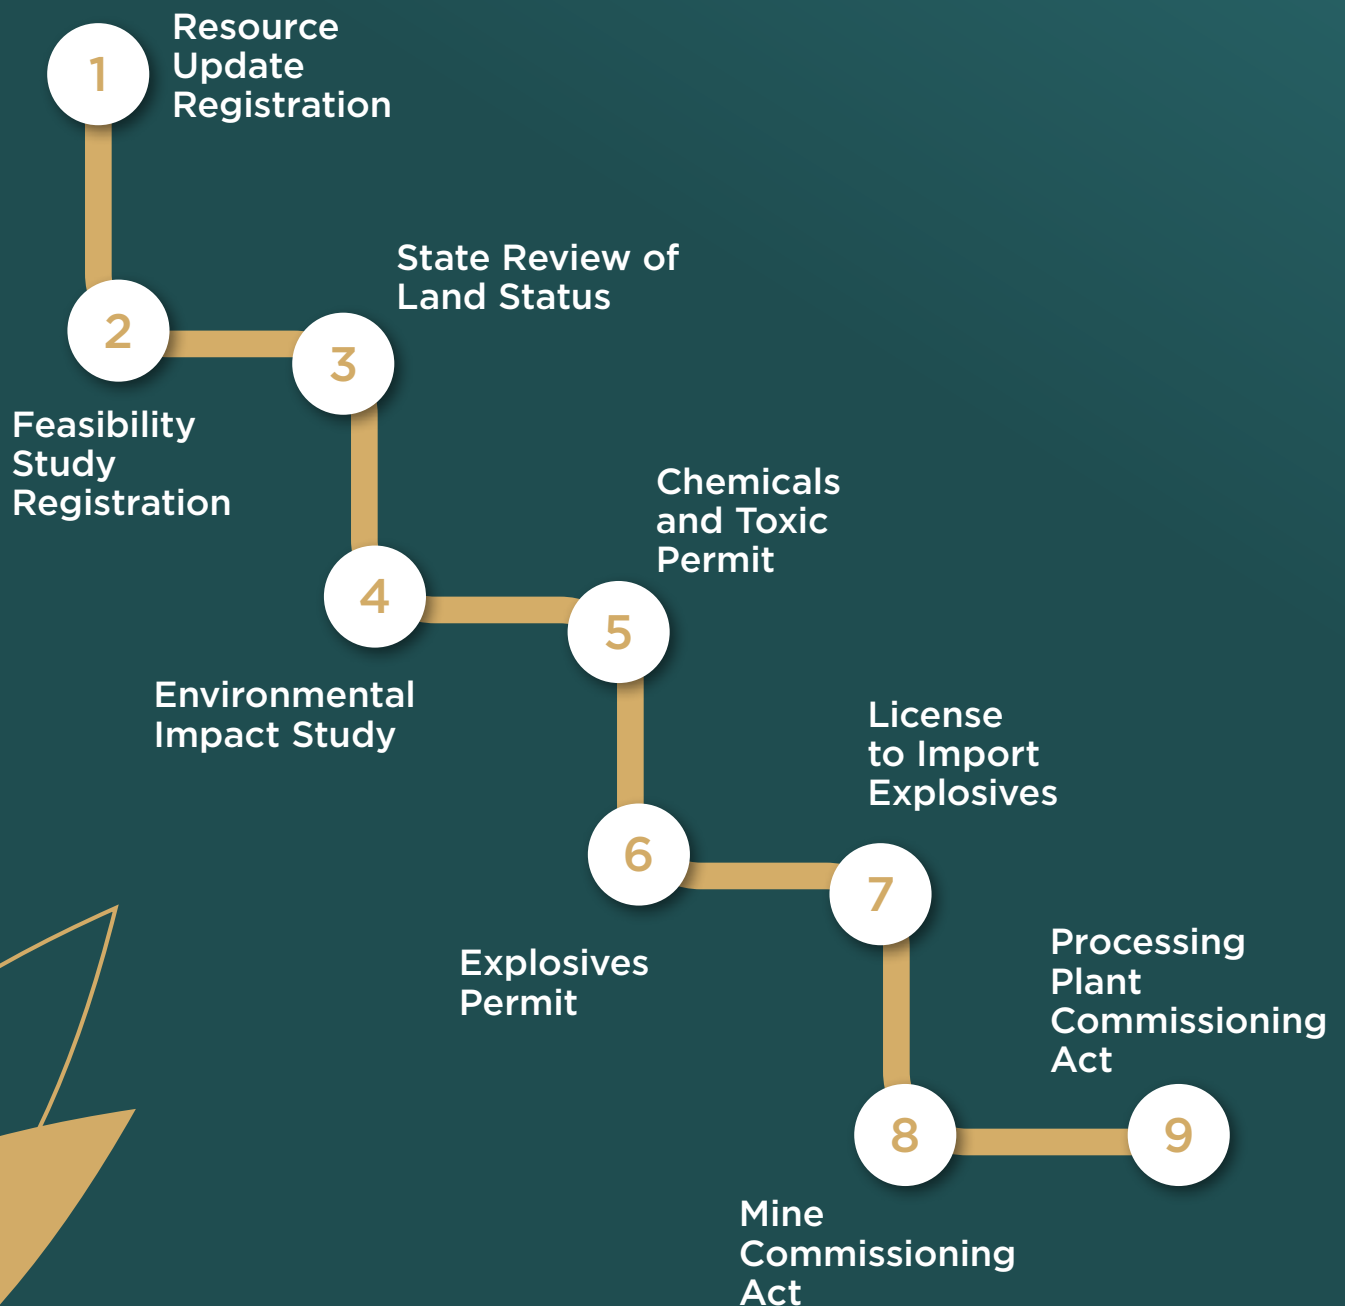 1
Resource
Update
Registration
2
Feasibility
Study
Registration
3
State Review of
Land Status
4
Environmental
Impact Study
5
Chemicals
and Toxic
Permit
6
Explosives
Permit
7
License
to Import
Explosives
8
Mine
Commissioning
Act
9
Processing
Plant
Commissioning
Act